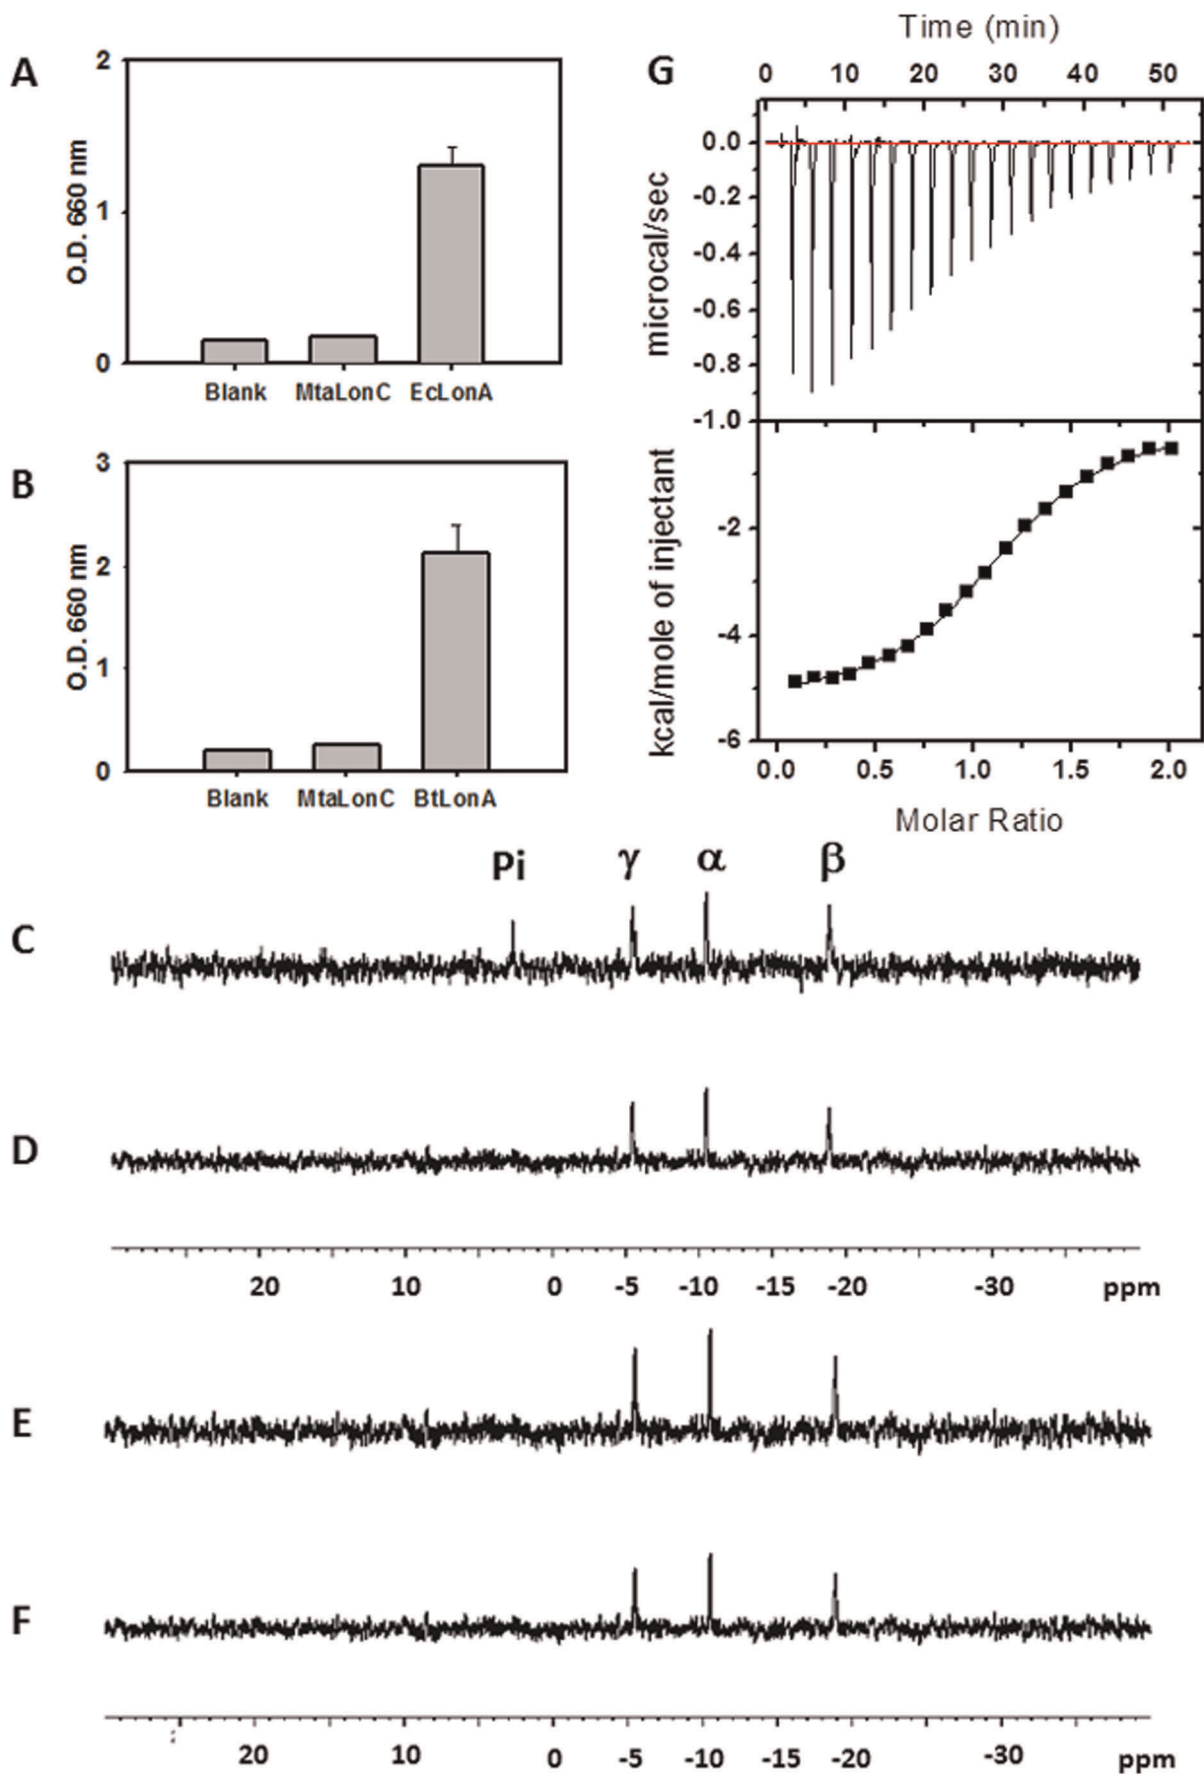 A
2
1
0
O.D. 660 nm
Blank MtaLonC EcLonA
B
3
2
1
0
O.D. 660 nm
Blank MtaLonC BtLonA
G
Time (min)
0 10 20 30 40 50
0.0
-0.2
-0.4
-0.6
-0.8
-1.0
microcal/sec
-2
-4
-6
kcal/mole of injectant
0.0 0.5 1.0 1.5 2.0
Molar Ratio
Pi γ α β
C
D
20 10 0 -5 -10 -15 -20 -30 ppm
E
F
20 10 0 -5 -10 -15 -20 -30 ppm